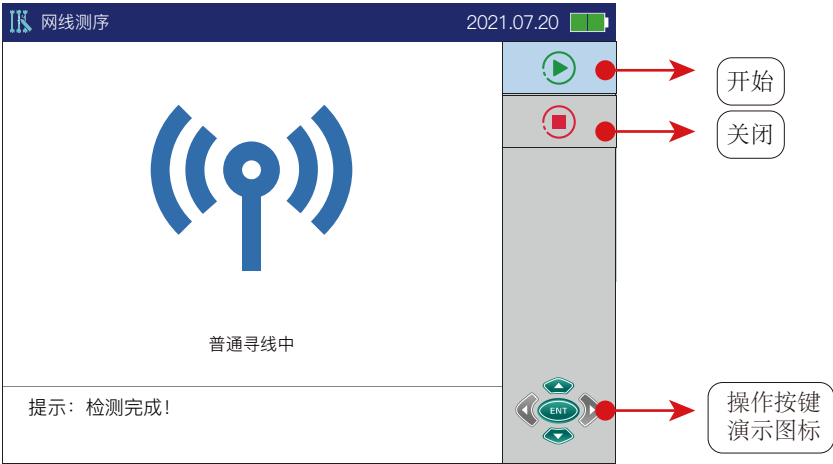 网线测序
2021.07.20
开始
关闭
普通寻线中
提示：检测完成！
ENT
操作按键
演示图标